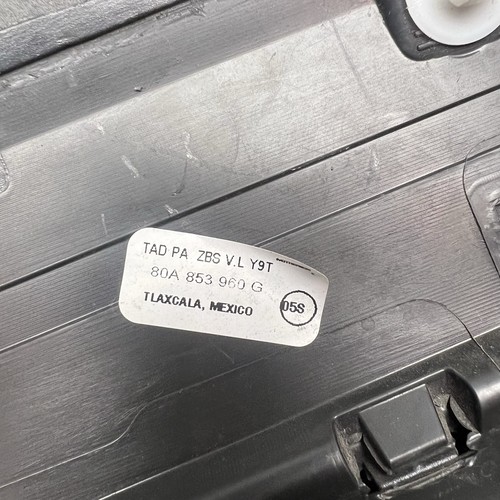 TAD PA ZBS V.L Y9T
80A 853 960 G
TLAXCALA, MEXICO
05S